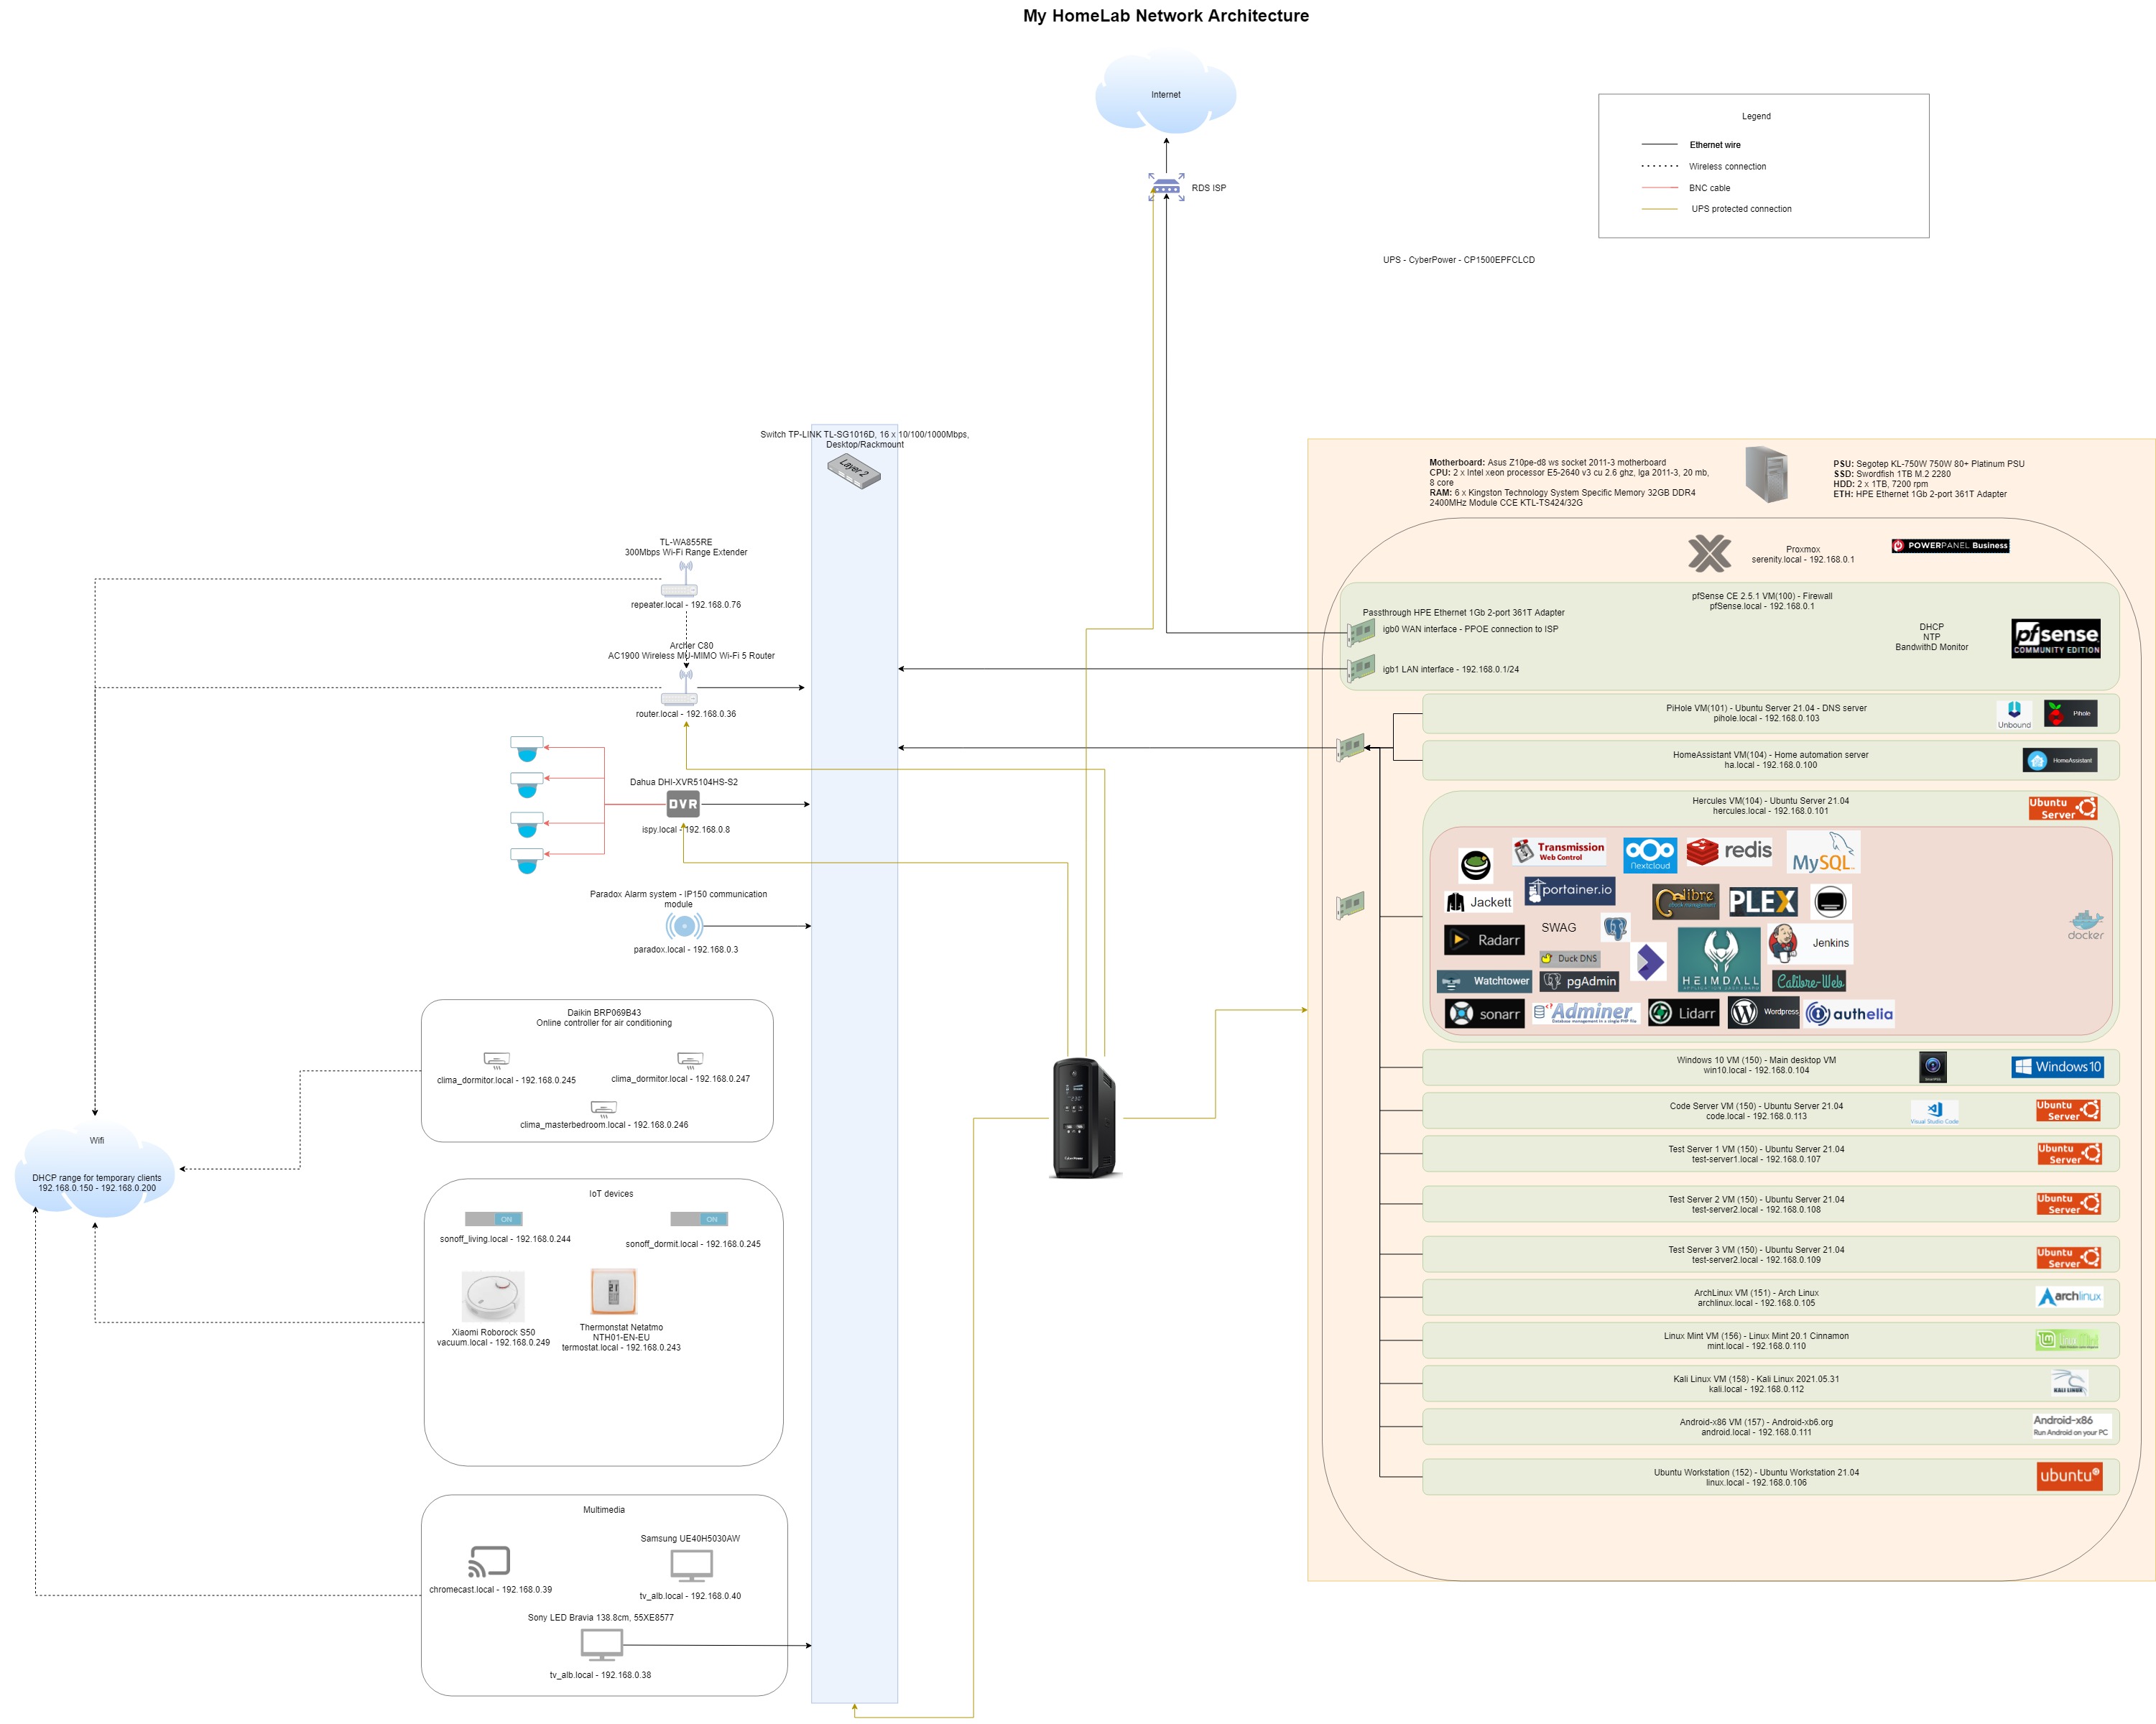 My HomeLab Network Architecture
Internet
RDS ISP
Legend
Ethernet wire
Wireless connection
BNC cable
UPS protected connection
UPS - CyberPower - CP1500EPFCLCD
Switch TP-LINK TL-SG1016D, 16 x 10/100/1000Mbps,
Desktop/Rackmount
Layer 2
TL-WA855RE
300Mbps Wi-Fi Range Extender
repeater.local - 192.168.0.76
Archer C80
AC1900 Wireless MU-MIMO Wi-Fi 5 Router
router.local - 192.168.0.36
Dahua DHI-XVR5104HS-S2
DVR
ispy.local - 192.168.0.8
Paradox Alarm system - IP150 communication
module
paradox.local - 192.168.0.3
Daikin BRP069B43
Online controller for air conditioning
clima_dormitor.local - 192.168.0.245
clima_dormitor.local - 192.168.0.247
clima_masterbedroom.local - 192.168.0.246
Wifi
DHCP range for temporary clients
192.168.0.150 - 192.168.0.200
IoT devices
ON
ON
sonoff_living.local - 192.168.0.244
sonoff_dormit.local - 192.168.0.245
21
Xiaomi Roborock S50
vacuum.local - 192.168.0.249
Thermonstat Netatmo
NTH01-EN-EU
termostat.local - 192.168.0.243
Multimedia
Samsung UE40H5030AW
chromecast.local - 192.168.0.39
tv_alb.local - 192.168.0.40
Sony LED Bravia 138.8cm, 55XE8577
tv_alb.local - 192.168.0.38
CyberPower
Motherboard: Asus Z10pe-d8 ws socket 2011-3 motherboard
CPU: 2 x Intel xeon processor E5-2640 v3 cu 2.6 ghz, lga 2011-3, 20 mb,
8 core
RAM: 6 x Kingston Technology System Specific Memory 32GB DDR4
2400MHz Module CCE KTL-TS424/32G
PSU: Segotep KL-750W 750W 80+ Platinum PSU
SSD: Swordfish 1TB M.2 2280
HDD: 2 x 1TB, 7200 rpm
ETH: HPE Ethernet 1Gb 2-port 361T Adapter
Proxmox
serenity.local - 192.168.0.1
POWERPANEL Business
pfSense CE 2.5.1 VM(100) - Firewall
pfSense.local - 192.168.0.1
Passthrough HPE Ethernet 1Gb 2-port 361T Adapter
igb0 WAN interface - PPOE connection to ISP
igb1 LAN interface - 192.168.0.1/24
DHCP
NTP
BandwithD Monitor
pfsense
COMMUNITY EDITION
PiHole VM(101) - Ubuntu Server 21.04 - DNS server
pihole.local - 192.168.0.103
Unbound
Pihole
HomeAssistant VM(104) - Home automation server
ha.local - 192.168.0.100
HomeAssistant
Hercules VM(104) - Ubuntu Server 21.04
hercules.local - 192.168.0.101
Ubuntu
Server
Transmission
Web Control
Nextcloud
redis
MySQL
Jackett
portainer.io
Calibre
PLEX
Radarr
SWAG
HEIMDALL
APPLICATION DASHBOARD
Jenkins
docker
Duck DNS
Watchtower
pgAdmin
Calibre-Web
sonarr
Adminer
Database management in a single PHP file
Lidarr
Wordpress
authelia
Windows 10 VM (150) - Main desktop VM
win10.local - 192.168.0.104
Windows 10
Code Server VM (150) - Ubuntu Server 21.04
code.local - 192.168.0.113
Visual Studio Code
Ubuntu
Server
Test Server 1 VM (150) - Ubuntu Server 21.04
test-server1.local - 192.168.0.107
Ubuntu
Server
Test Server 2 VM (150) - Ubuntu Server 21.04
test-server2.local - 192.168.0.108
Ubuntu
Server
Test Server 3 VM (150) - Ubuntu Server 21.04
test-server2.local - 192.168.0.109
Ubuntu
Server
ArchLinux VM (151) - Arch Linux
archlinux.local - 192.168.0.105
archlinux
Linux Mint VM (156) - Linux Mint 20.1 Cinnamon
mint.local - 192.168.0.110
Kali Linux VM (158) - Kali Linux 2021.05.31
kali.local - 192.168.0.112
KALI LINUX
Android-x86 VM (157) - Android-xb6.org
android.local - 192.168.0.111
Android-x86
Run Android on your PC
Ubuntu Workstation (152) - Ubuntu Workstation 21.04
linux.local - 192.168.0.106
ubuntu